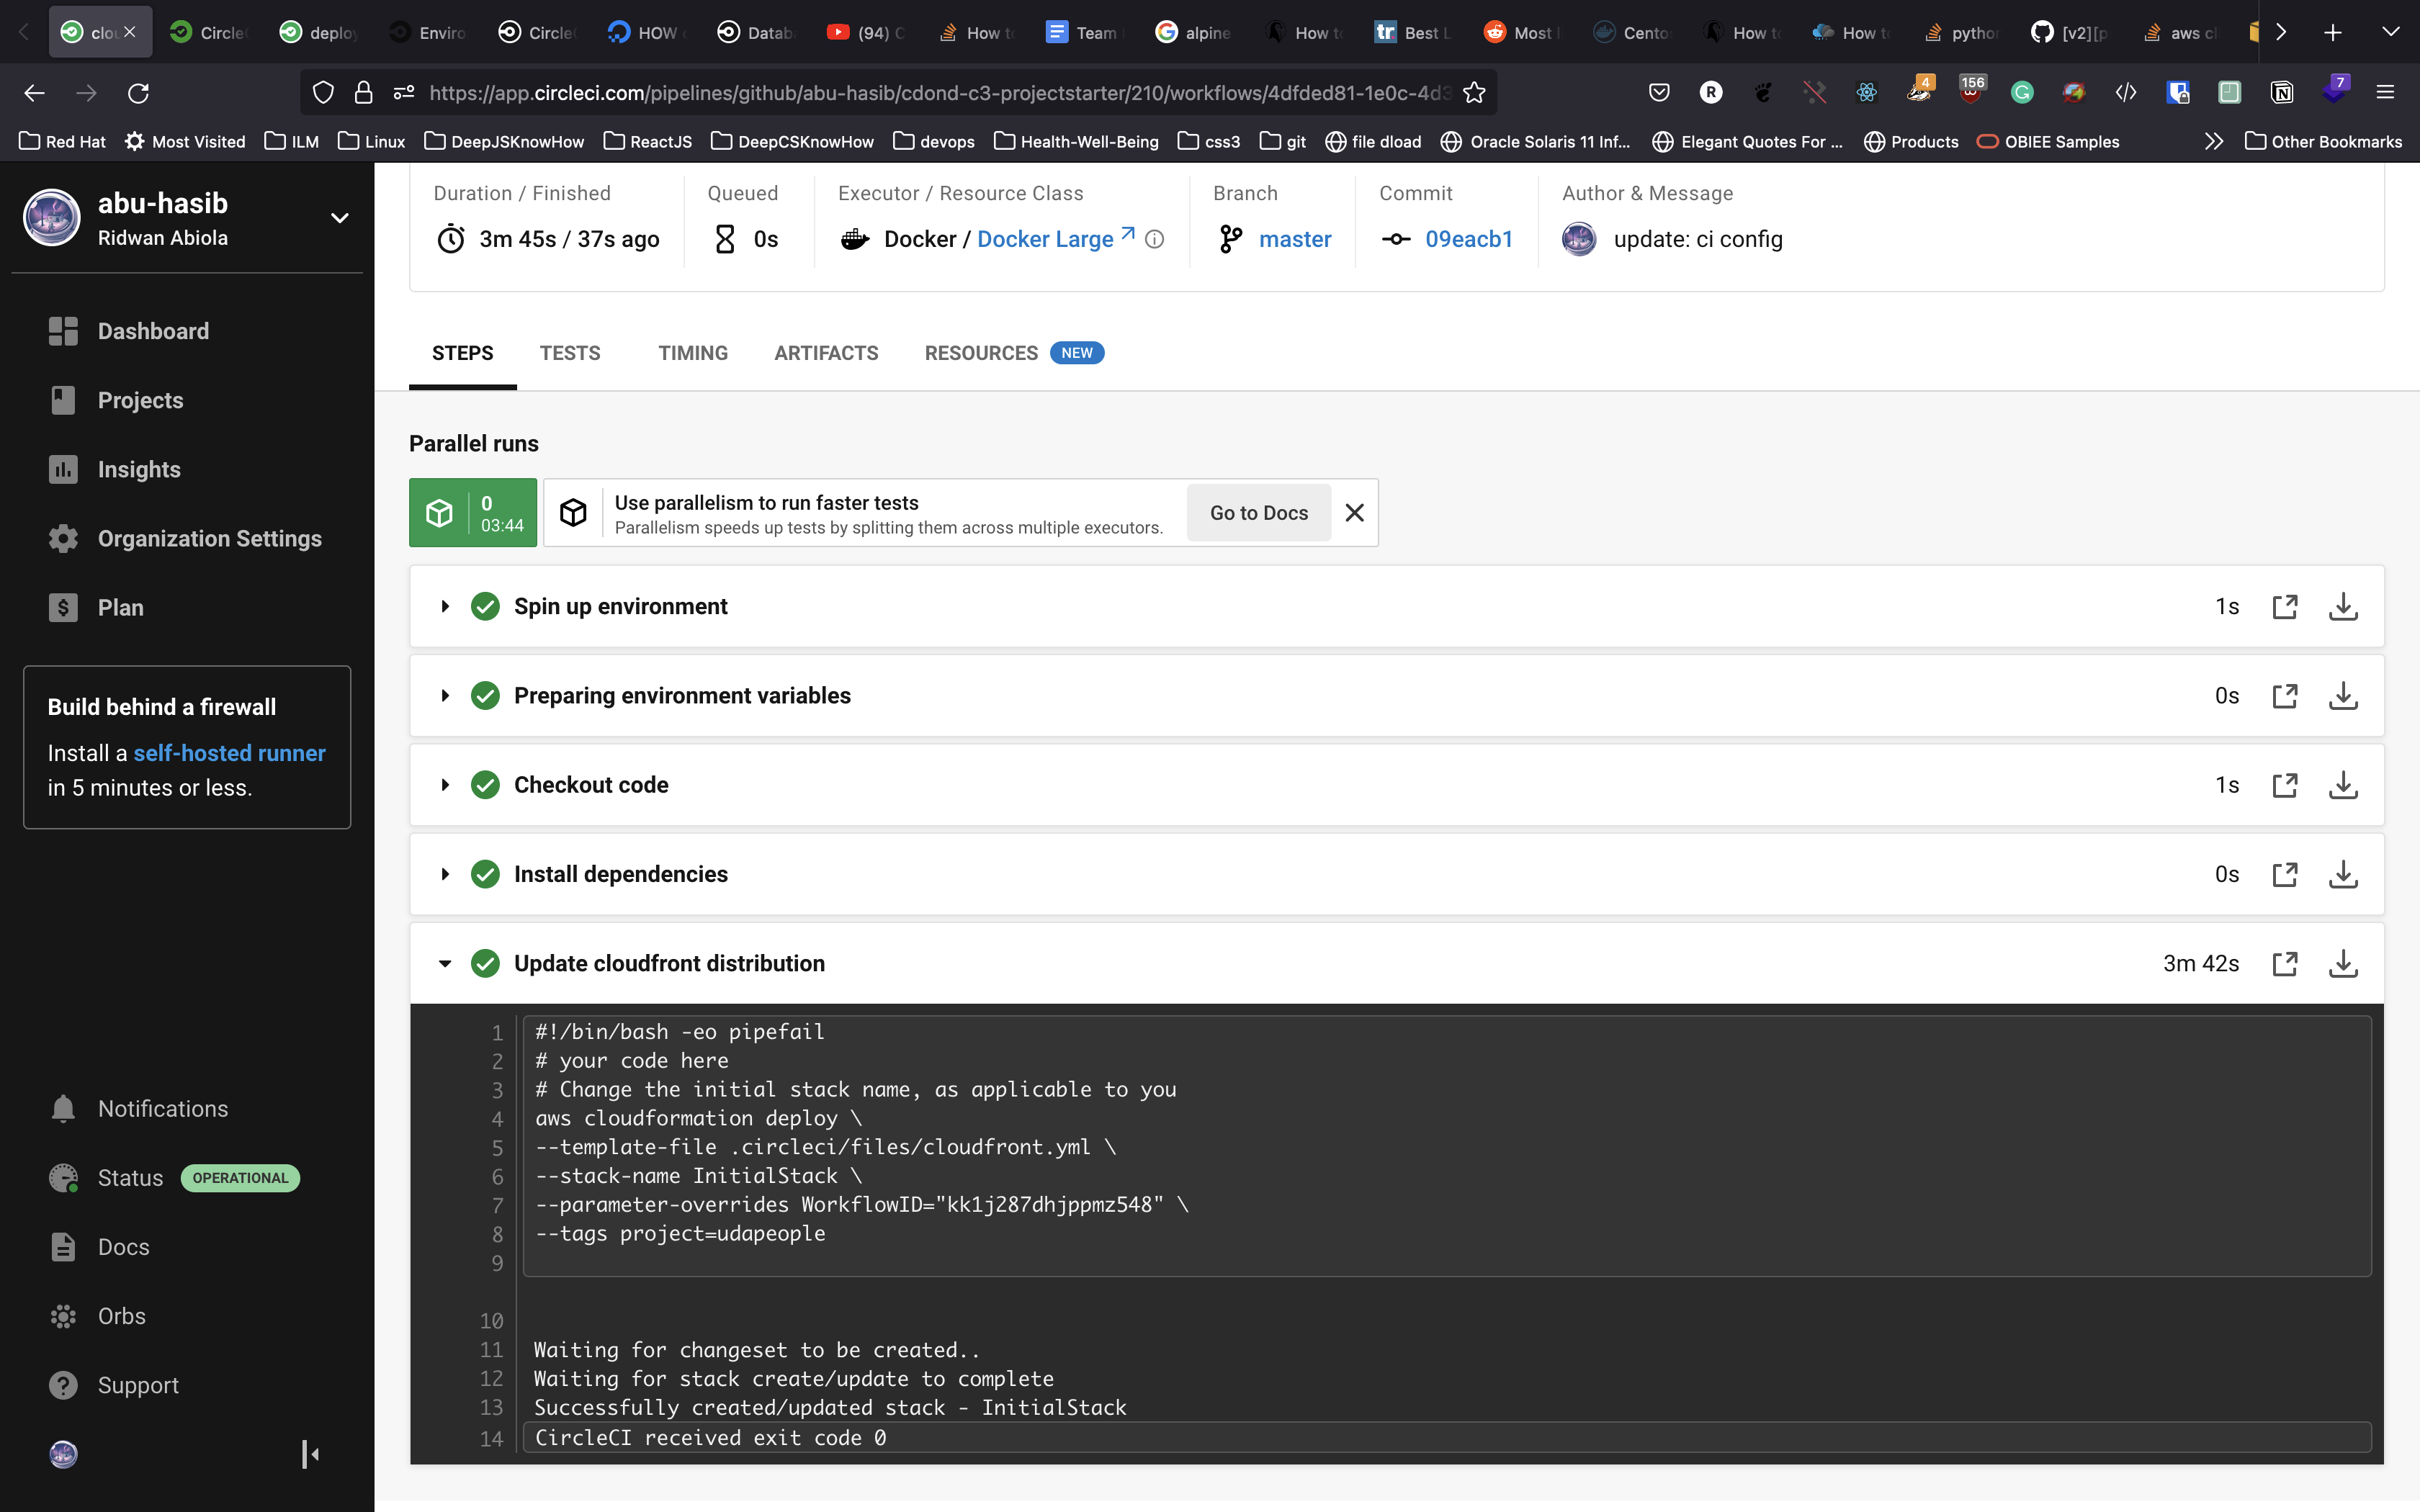 clo
Circle
deploy
Enviro
Circle
HOW
Datab
(94) C
How to
Team
alpine
How to
Best L
Most
Cento
How to
How to
python
[v2][p
aws cl
https://app.circleci.com/pipelines/github/abu-hasib/cdond-c3-projectstarter/210/workflows/4dfded81-1e0c-4d3
R
4
156
7
Red Hat
Most Visited
ILM
Linux
DeepJSKnowHow
ReactJS
DeepCSKnowHow
devops
Health-Well-Being
css3
git
file dload
Oracle Solaris 11 Inf...
Elegant Quotes For ...
Products
OBIEE Samples
Other Bookmarks
abu-hasib
Ridwan Abiola
Dashboard
Projects
Insights
Organization Settings
Plan
Build behind a firewall
Install a self-hosted runner
in 5 minutes or less.
Notifications
Status OPERATIONAL
Docs
Orbs
Support
Duration / Finished
3m 45s / 37s ago
Queued
0s
Executor / Resource Class
Docker / Docker Large
Branch
master
Commit
09eacb1
Author & Message
update: ci config
STEPS
TESTS
TIMING
ARTIFACTS
RESOURCES NEW
Parallel runs
0
03:44
Use parallelism to run faster tests
Parallelism speeds up tests by splitting them across multiple executors.
Go to Docs
Spin up environment 1s
Preparing environment variables 0s
Checkout code 1s
Install dependencies 0s
Update cloudfront distribution 3m 42s
1 #!/bin/bash -eo pipefail
2 # your code here
3 # Change the initial stack name, as applicable to you
4 aws cloudformation deploy \
5 --template-file .circleci/files/cloudfront.yml \
6 --stack-name InitialStack \
7 --parameter-overrides WorkflowID="kk1j287dhjppmz548" \
8 --tags project=udapeople
9
10
11 Waiting for changeset to be created..
12 Waiting for stack create/update to complete
13 Successfully created/updated stack - InitialStack
14 CircleCI received exit code 0